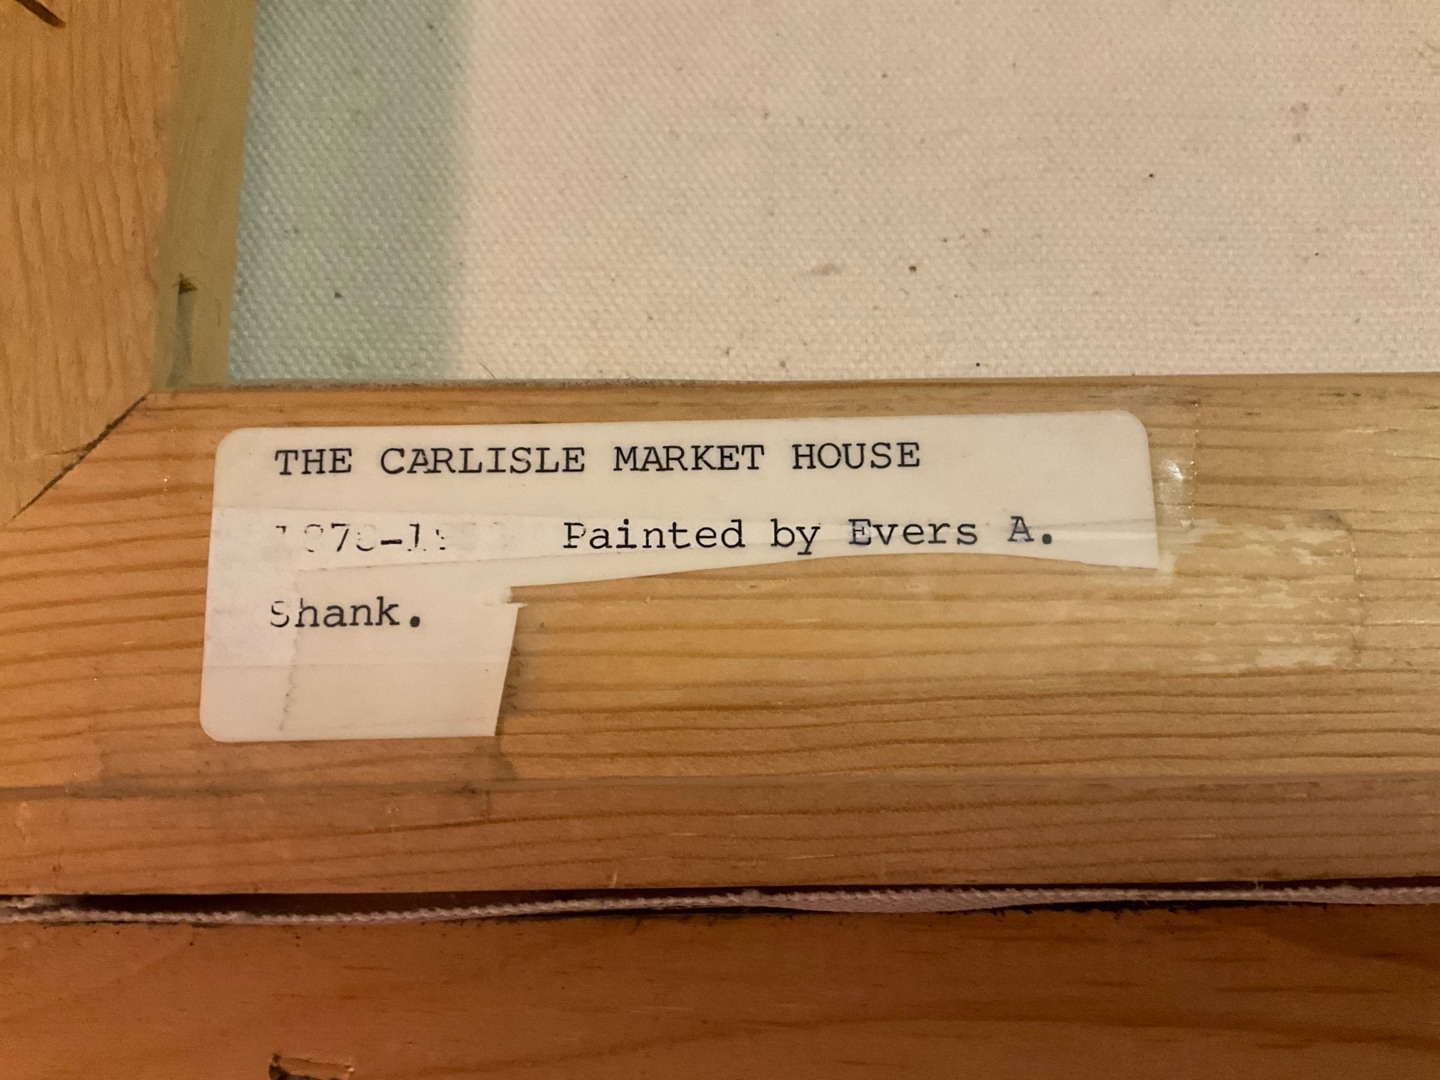 THE CARLISLE MARKET HOUSE
Painted by Evers A.
Shank.